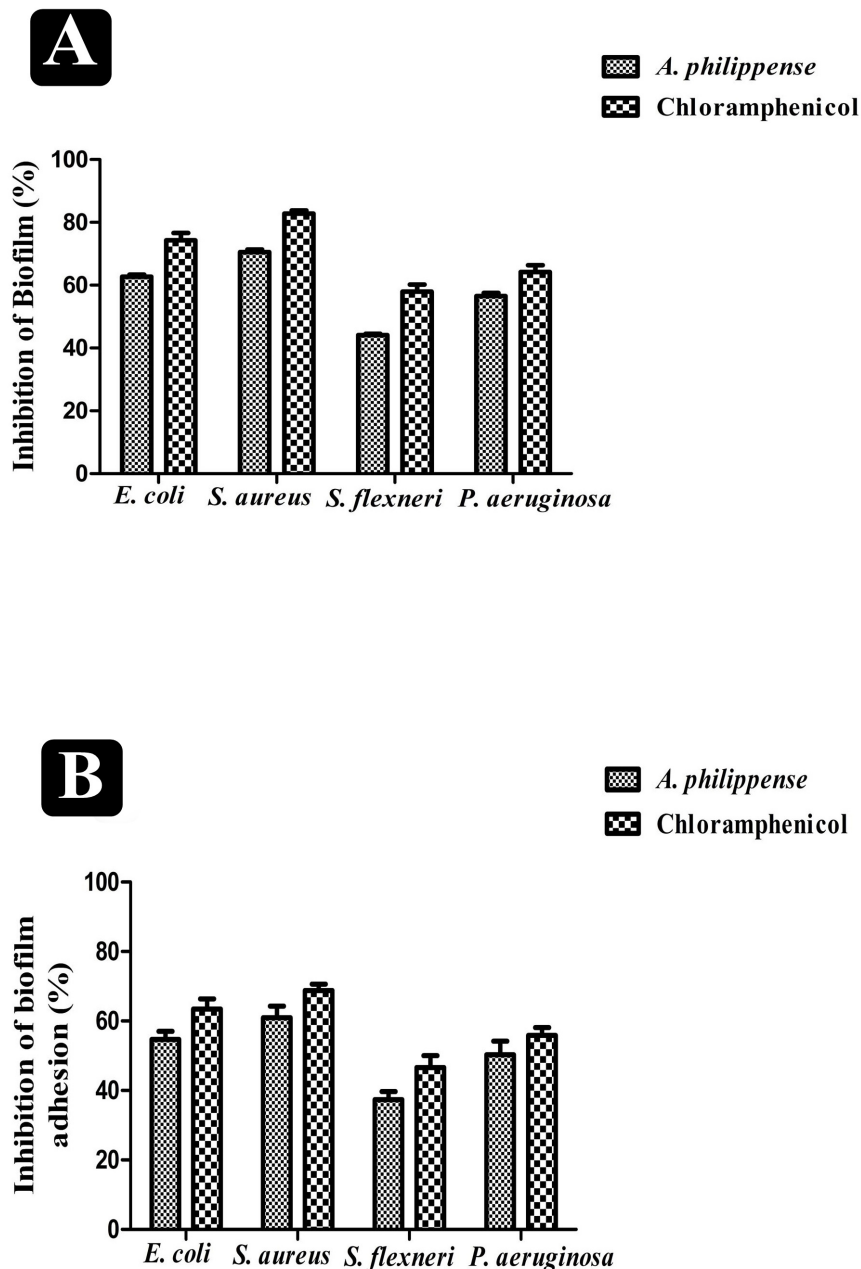 A
A. philippense
Chloramphenicol
Inhibition of Biofilm (%)
100
80
60
40
20
0
E. coli S. aureus S. flexneri P. aeruginosa
B
A. philippense
Chloramphenicol
Inhibition of biofilm
adhesion (%)
100
80
60
40
20
0
E. coli S. aureus S. flexneri P. aeruginosa